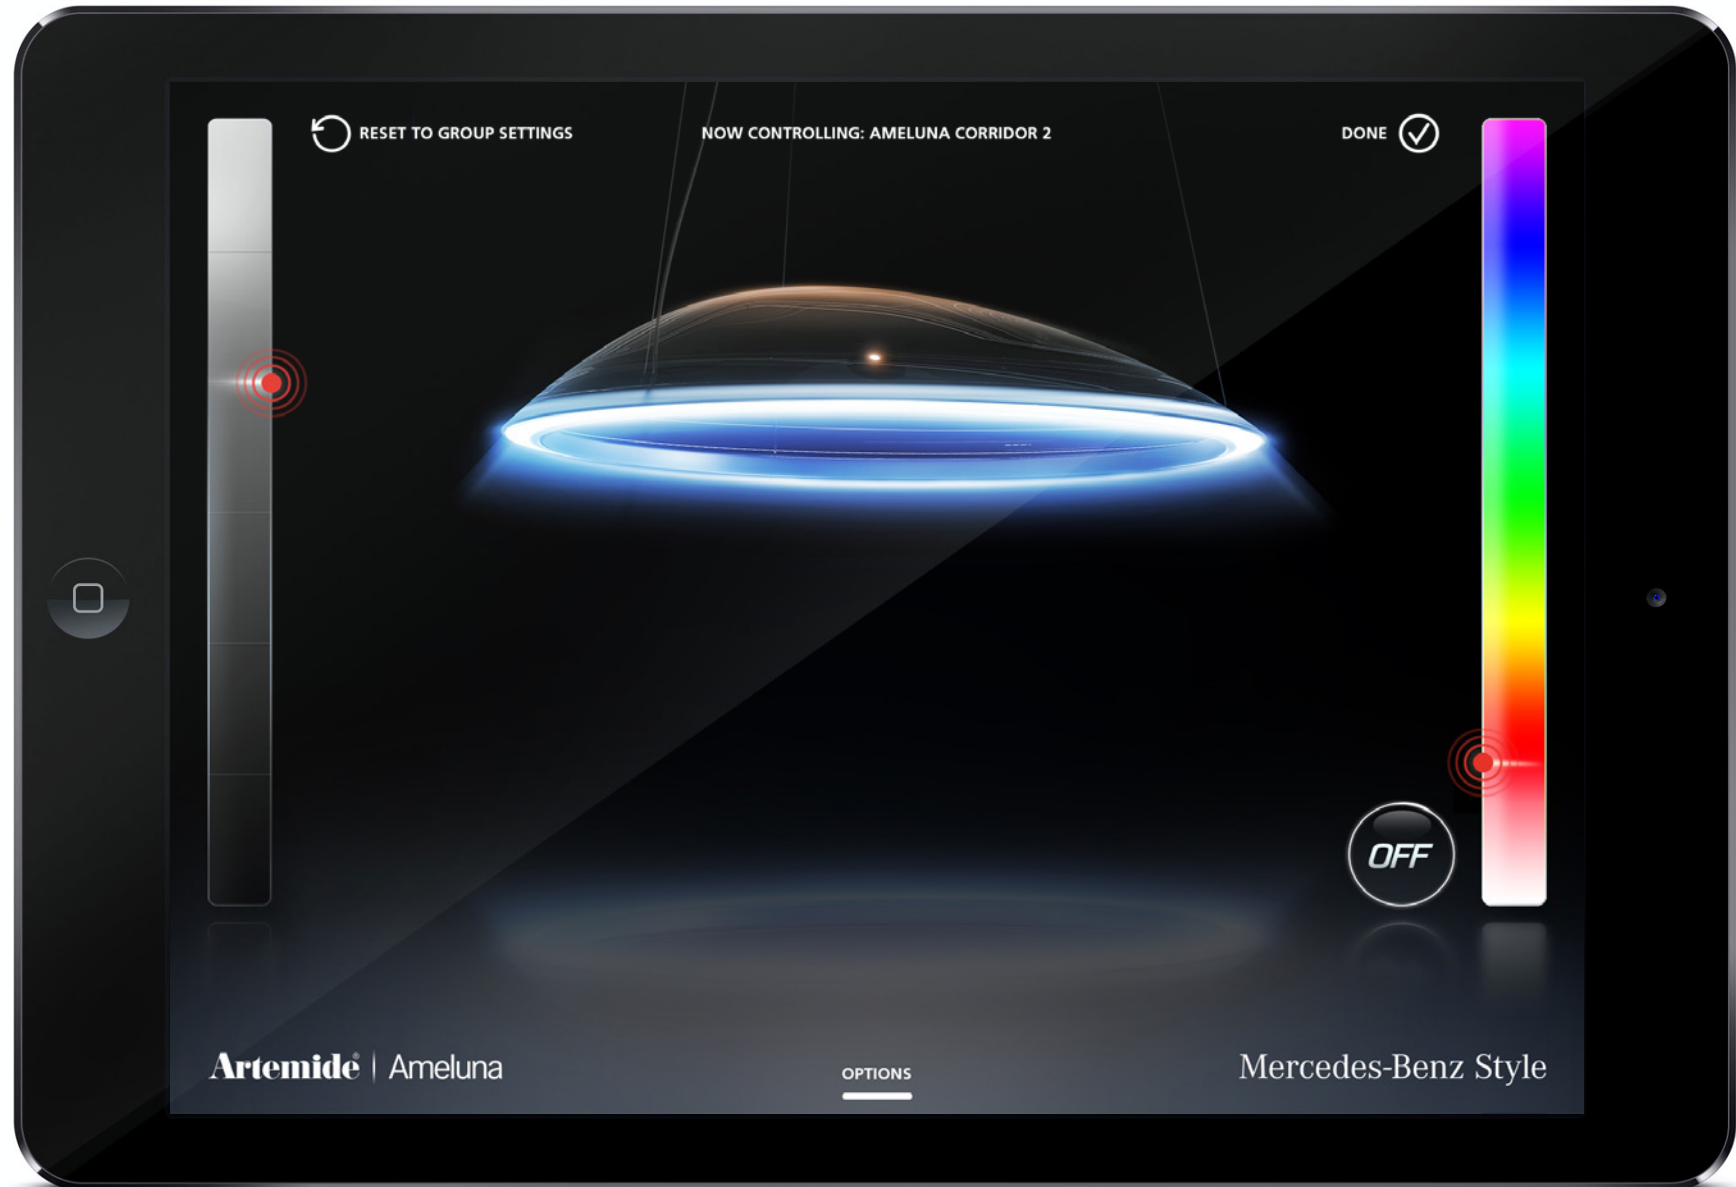 RESET TO GROUP SETTINGS
NOW CONTROLLING: AMELUNA CORRIDOR 2
DONE
OFF
Artemide® | Ameluna
OPTIONS
Mercedes-Benz Style